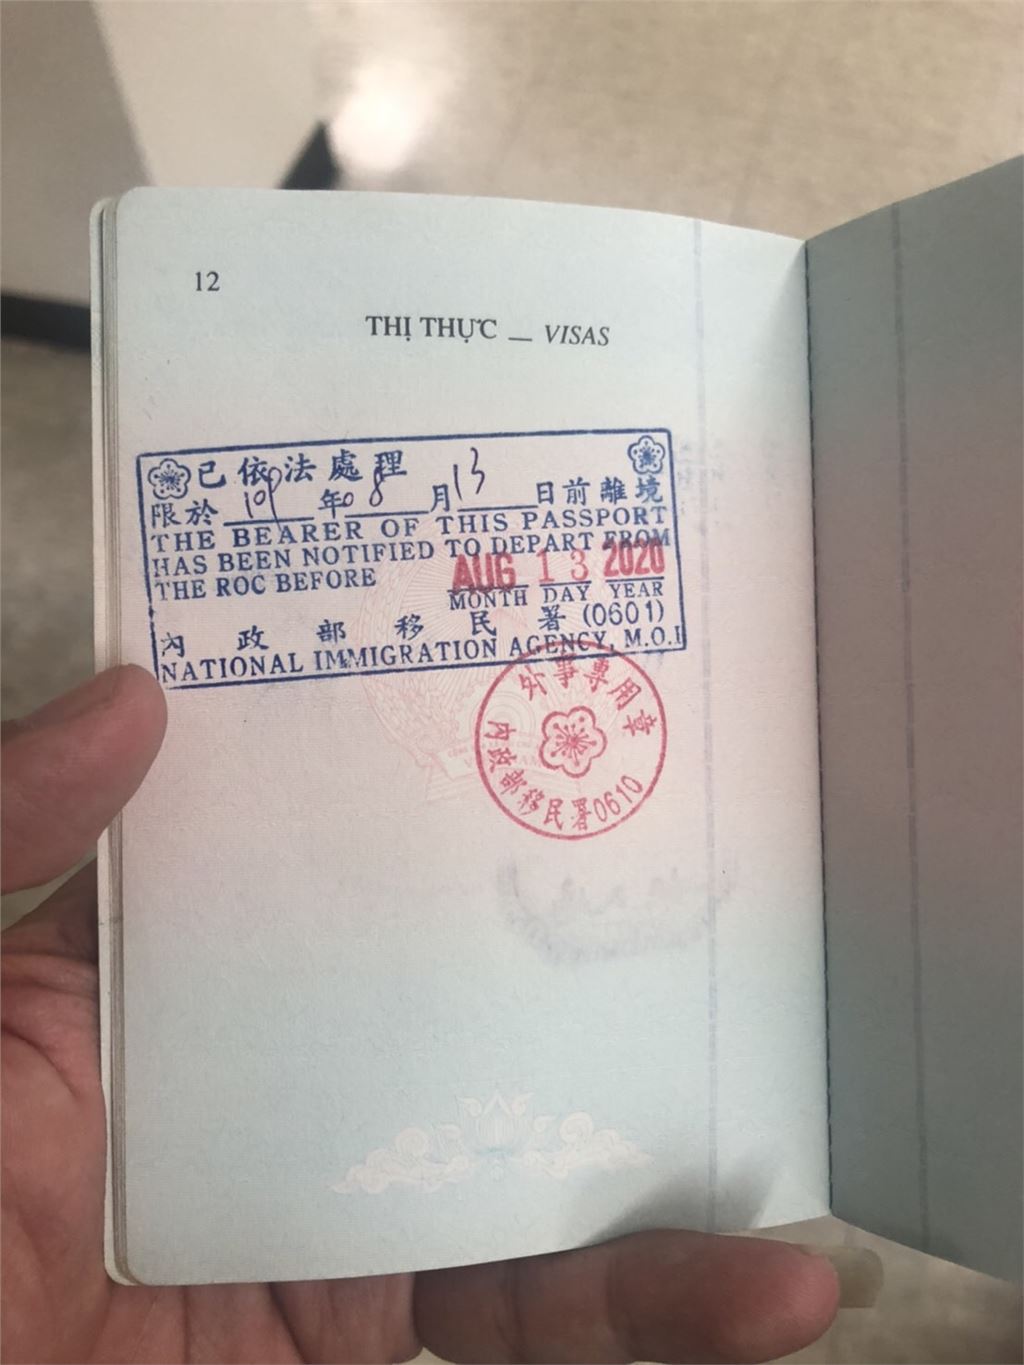 12
THỊ THỰC _ VISAS
已依法處理
限於 109 年 08 月 13 日前離境
THE BEARER OF THIS PASSPORT
HAS BEEN NOTIFIED TO DEPART FROM
THE ROC BEFORE AUG 13 2020
MONTH DAY YEAR
內政部移民署(0601)
NATIONAL IMMIGRATION AGENCY, M.O.I
外事專用章
內政部移民署0610